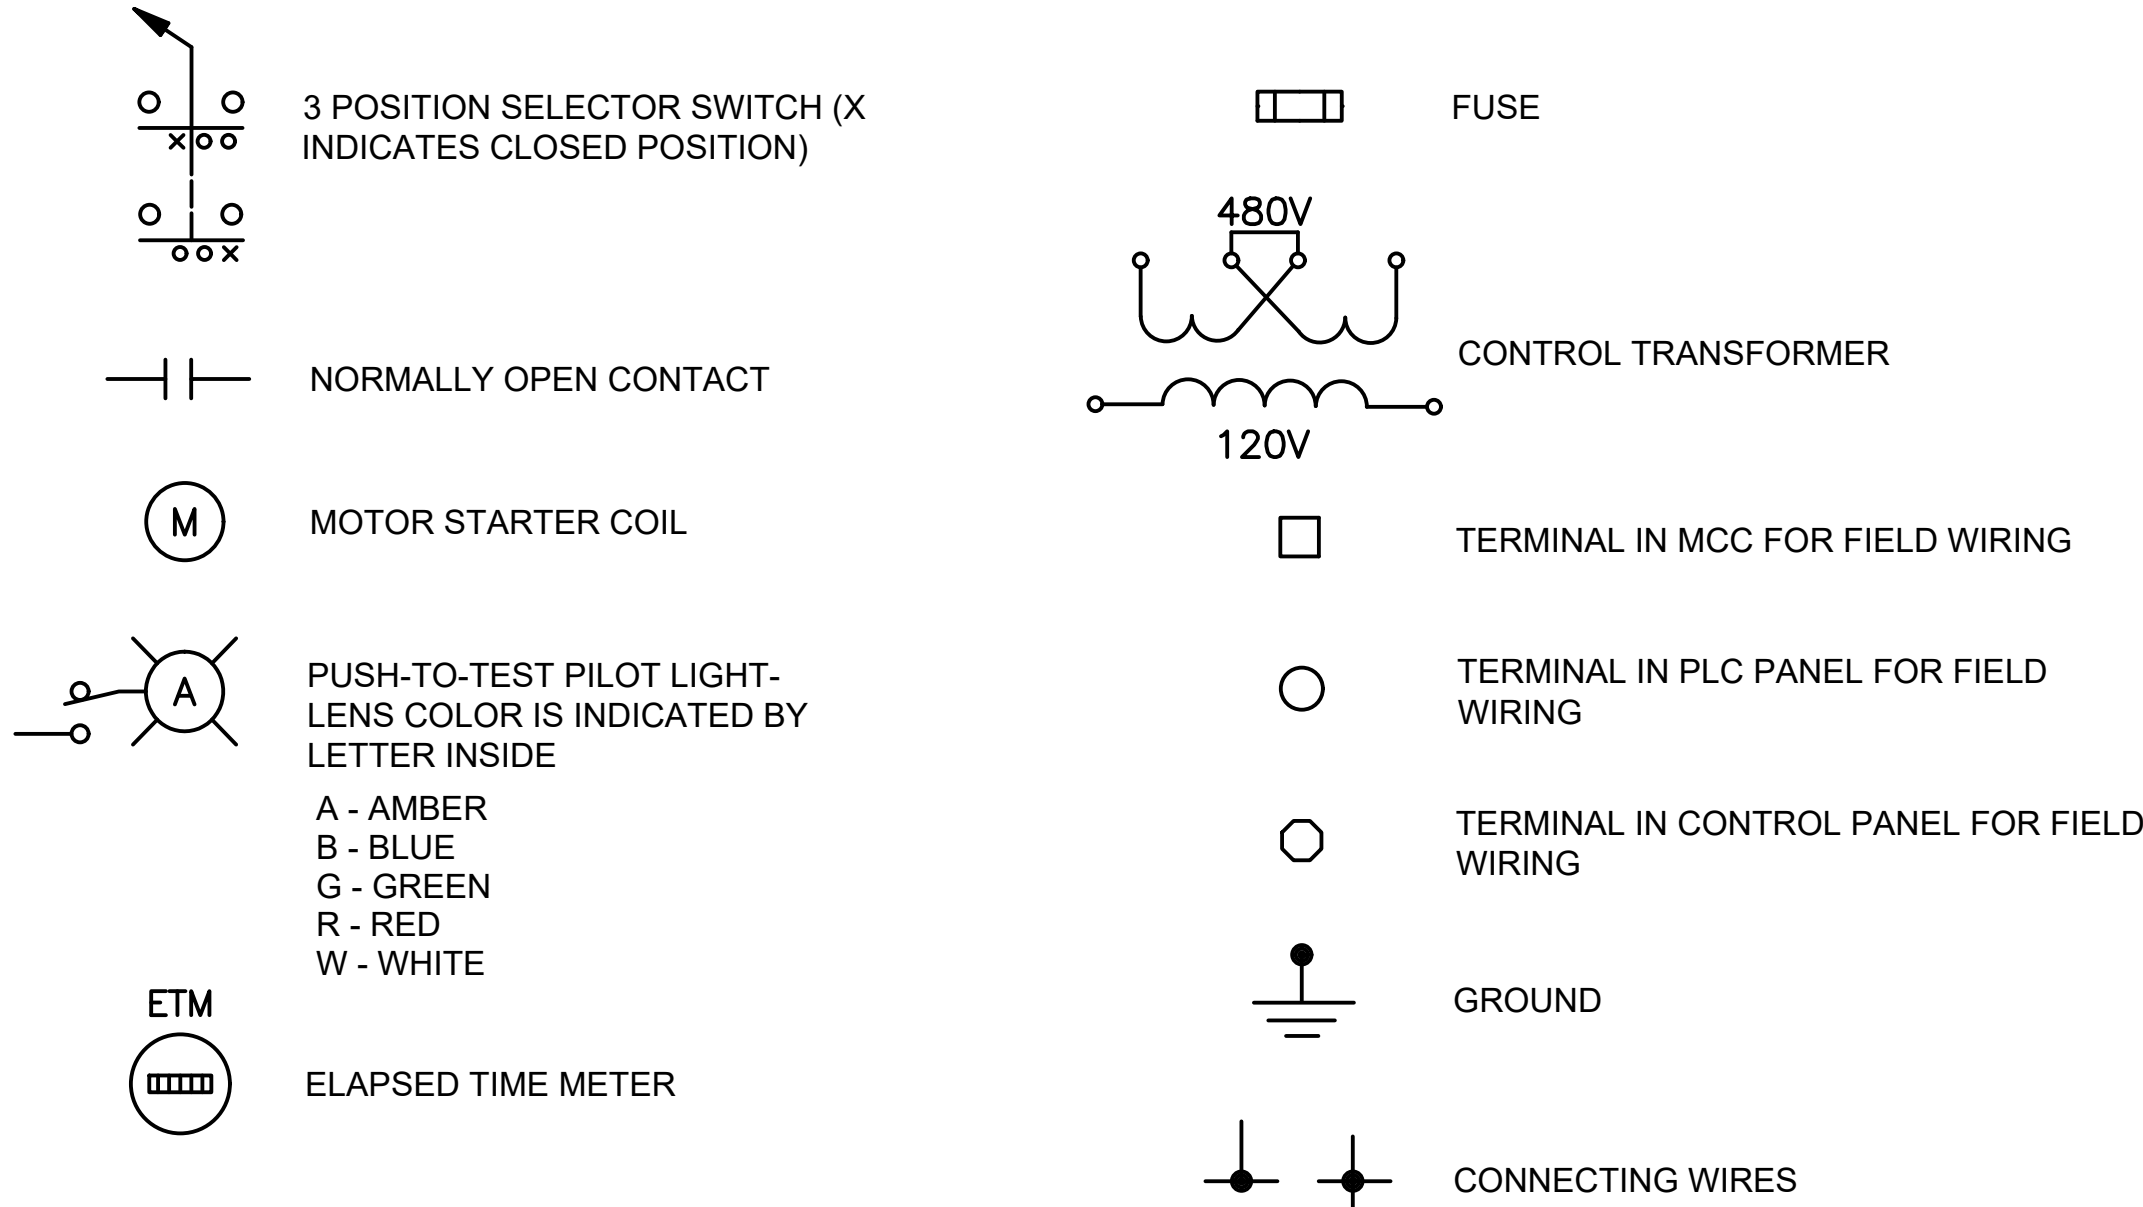 3 POSITION SELECTOR SWITCH (X
INDICATES CLOSED POSITION)
NORMALLY OPEN CONTACT
M
MOTOR STARTER COIL
A
PUSH-TO-TEST PILOT LIGHT-
LENS COLOR IS INDICATED BY
LETTER INSIDE
A - AMBER
B - BLUE
G - GREEN
R - RED
W - WHITE
ETM
ELAPSED TIME METER
FUSE
480V
CONTROL TRANSFORMER
120V
TERMINAL IN MCC FOR FIELD WIRING
TERMINAL IN PLC PANEL FOR FIELD
WIRING
TERMINAL IN CONTROL PANEL FOR FIELD
WIRING
GROUND
CONNECTING WIRES